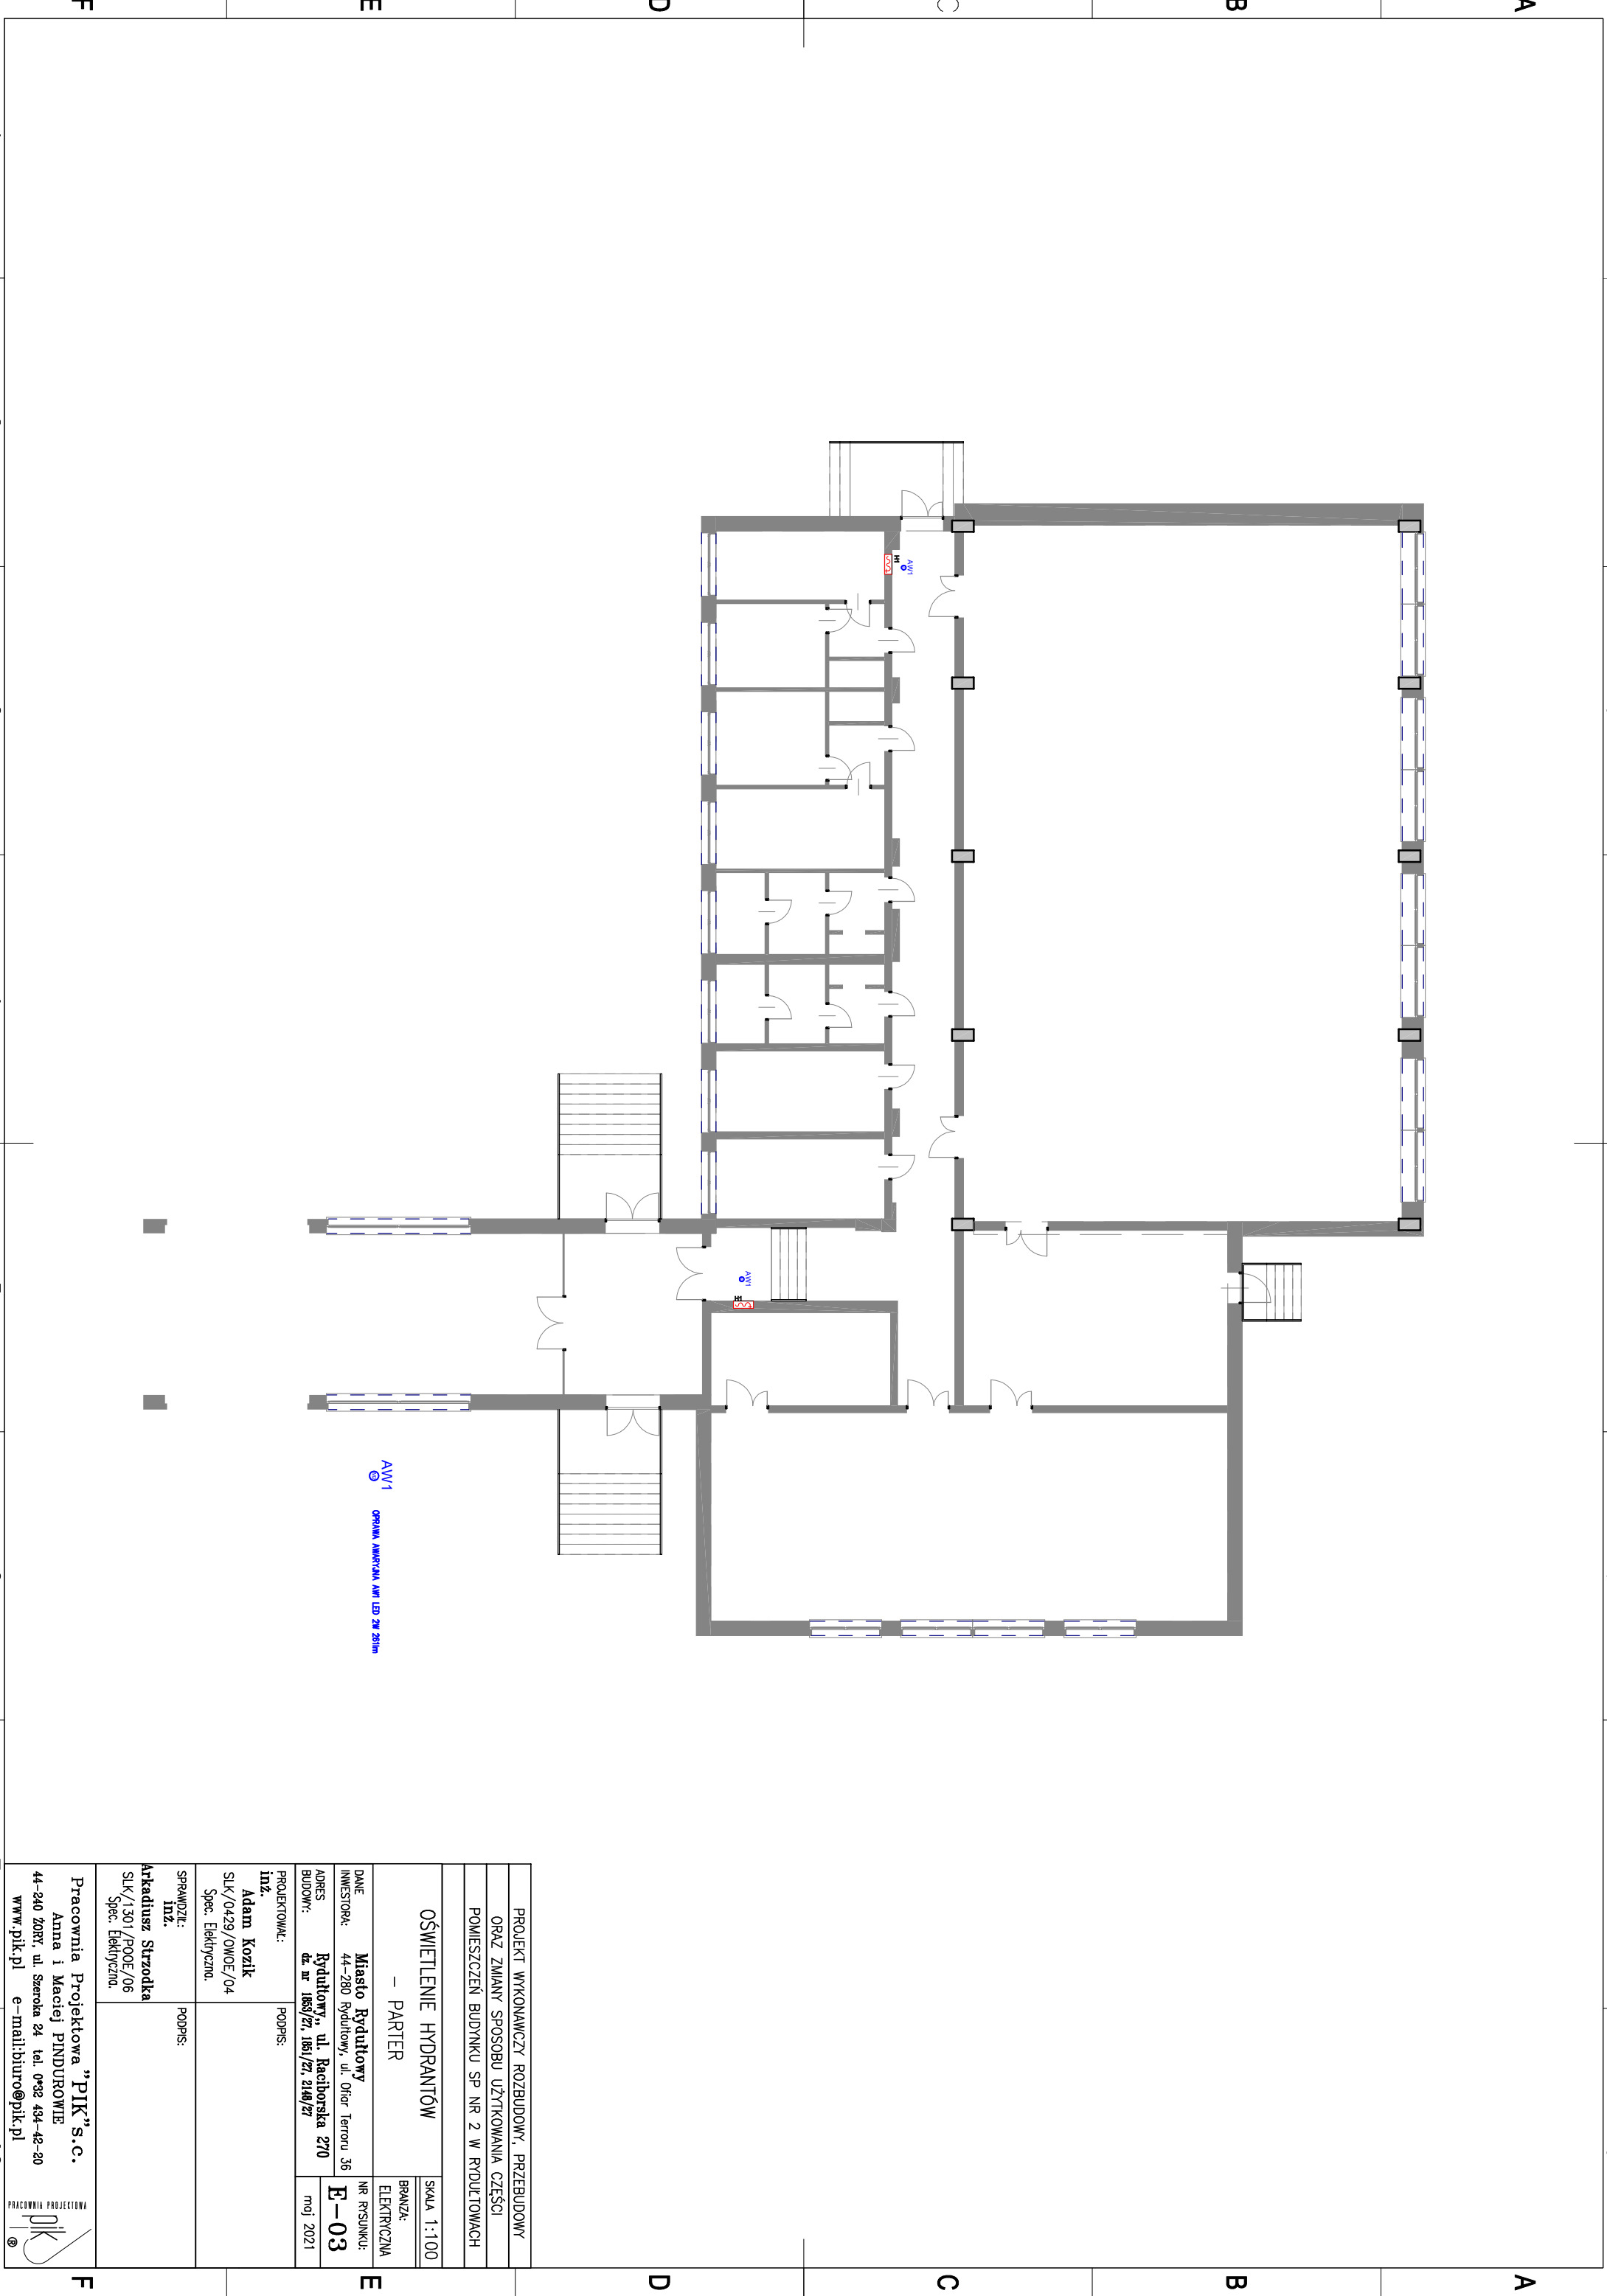 A
B
C
D
E
F
AW1
H1
AW1
H1
AW1
OPRAWA AWARYJNA AW1 LED 2W 261lm
PROJEKT WYKONAWCZY ROZBUDOWY, PRZEBUDOWY
ORAZ ZMIANY SPOSOBU UŻYTKOWANIA CZĘŚCI
POMIESZCZEŃ BUDYNKU SP NR 2 W RYDUŁTOWACH
OŚWIETLENIE HYDRANTÓW
– PARTER
SKALA 1:100
BRANŻA:
ELEKTRYCZNA
DANE
INWESTORA:
Miasto Rydułtowy
44-280 Rydułtowy, ul. Ofiar Terroru 36
NR RYSUNKU:
E-03
ADRES
BUDOWY:
Rydułtowy,, ul. Raciborska 270
dz. nr 1853/27, 1851/27, 2148/27
maj 2021
PROJEKTOWAŁ:
inż.
Adam Kozik
SLK/0429/OWOE/04
Spec. Elektryczna.
PODPIS:
SPRAWDZIŁ:
inż.
Arkadiusz Strzodka
SLK/1301/POOE/06
Spec. Elektryczna.
PODPIS:
Pracownia Projektowa "PIK" s.c.
Anna i Maciej PINDUROWIE
44-240 ŻORY, ul. Szeroka 24 tel. 0*32 434-42-20
www.pik.pl e-mail:biuro@pik.pl
PRACOWNIA PROJEKTOWA
pik
®
A
B
C
D
E
F